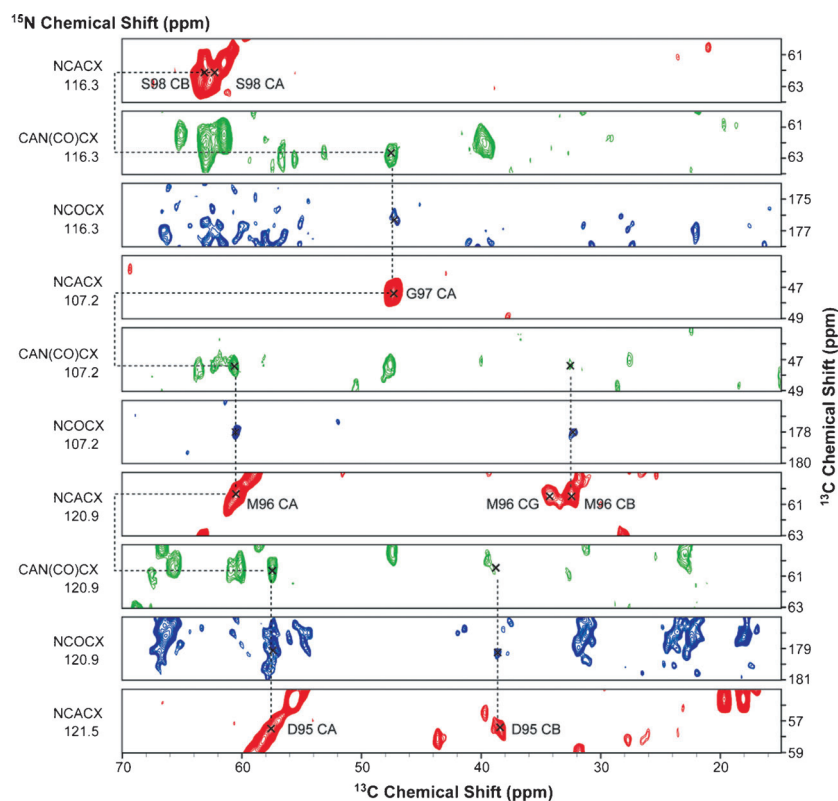 15N Chemical Shift (ppm)
NCACX
116.3
S98 CB
S98 CA
61
63
CAN(CO)CX
116.3
61
63
NCOCX
116.3
175
177
NCACX
107.2
G97 CA
47
49
CAN(CO)CX
107.2
47
49
NCOCX
107.2
178
180
NCACX
120.9
M96 CA
M96 CG
M96 CB
61
63
CAN(CO)CX
120.9
61
63
NCOCX
120.9
179
181
NCACX
121.5
D95 CA
D95 CB
57
59
70 60 50 40 30 20
13C Chemical Shift (ppm)
13C Chemical Shift (ppm)